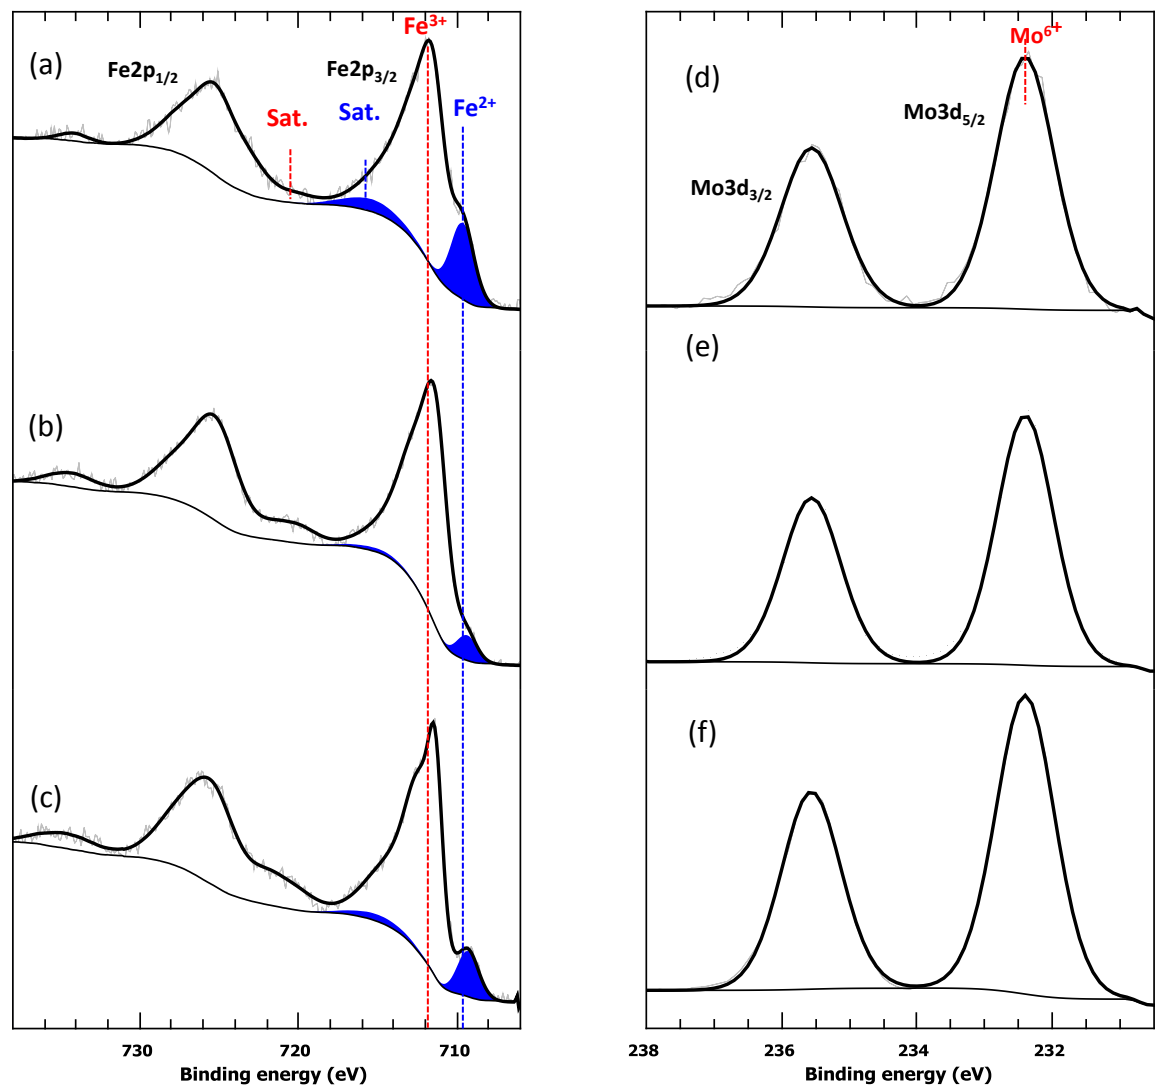 Fe³⁺
(a)
Fe2p₁/₂
Fe2p₃/₂
Sat.
Sat.
Fe²⁺
(b)
(c)
730
720
710
Binding energy (eV)
Mo⁶⁺
(d)
Mo3d₅/₂
Mo3d₃/₂
(e)
(f)
238
236
234
232
Binding energy (eV)